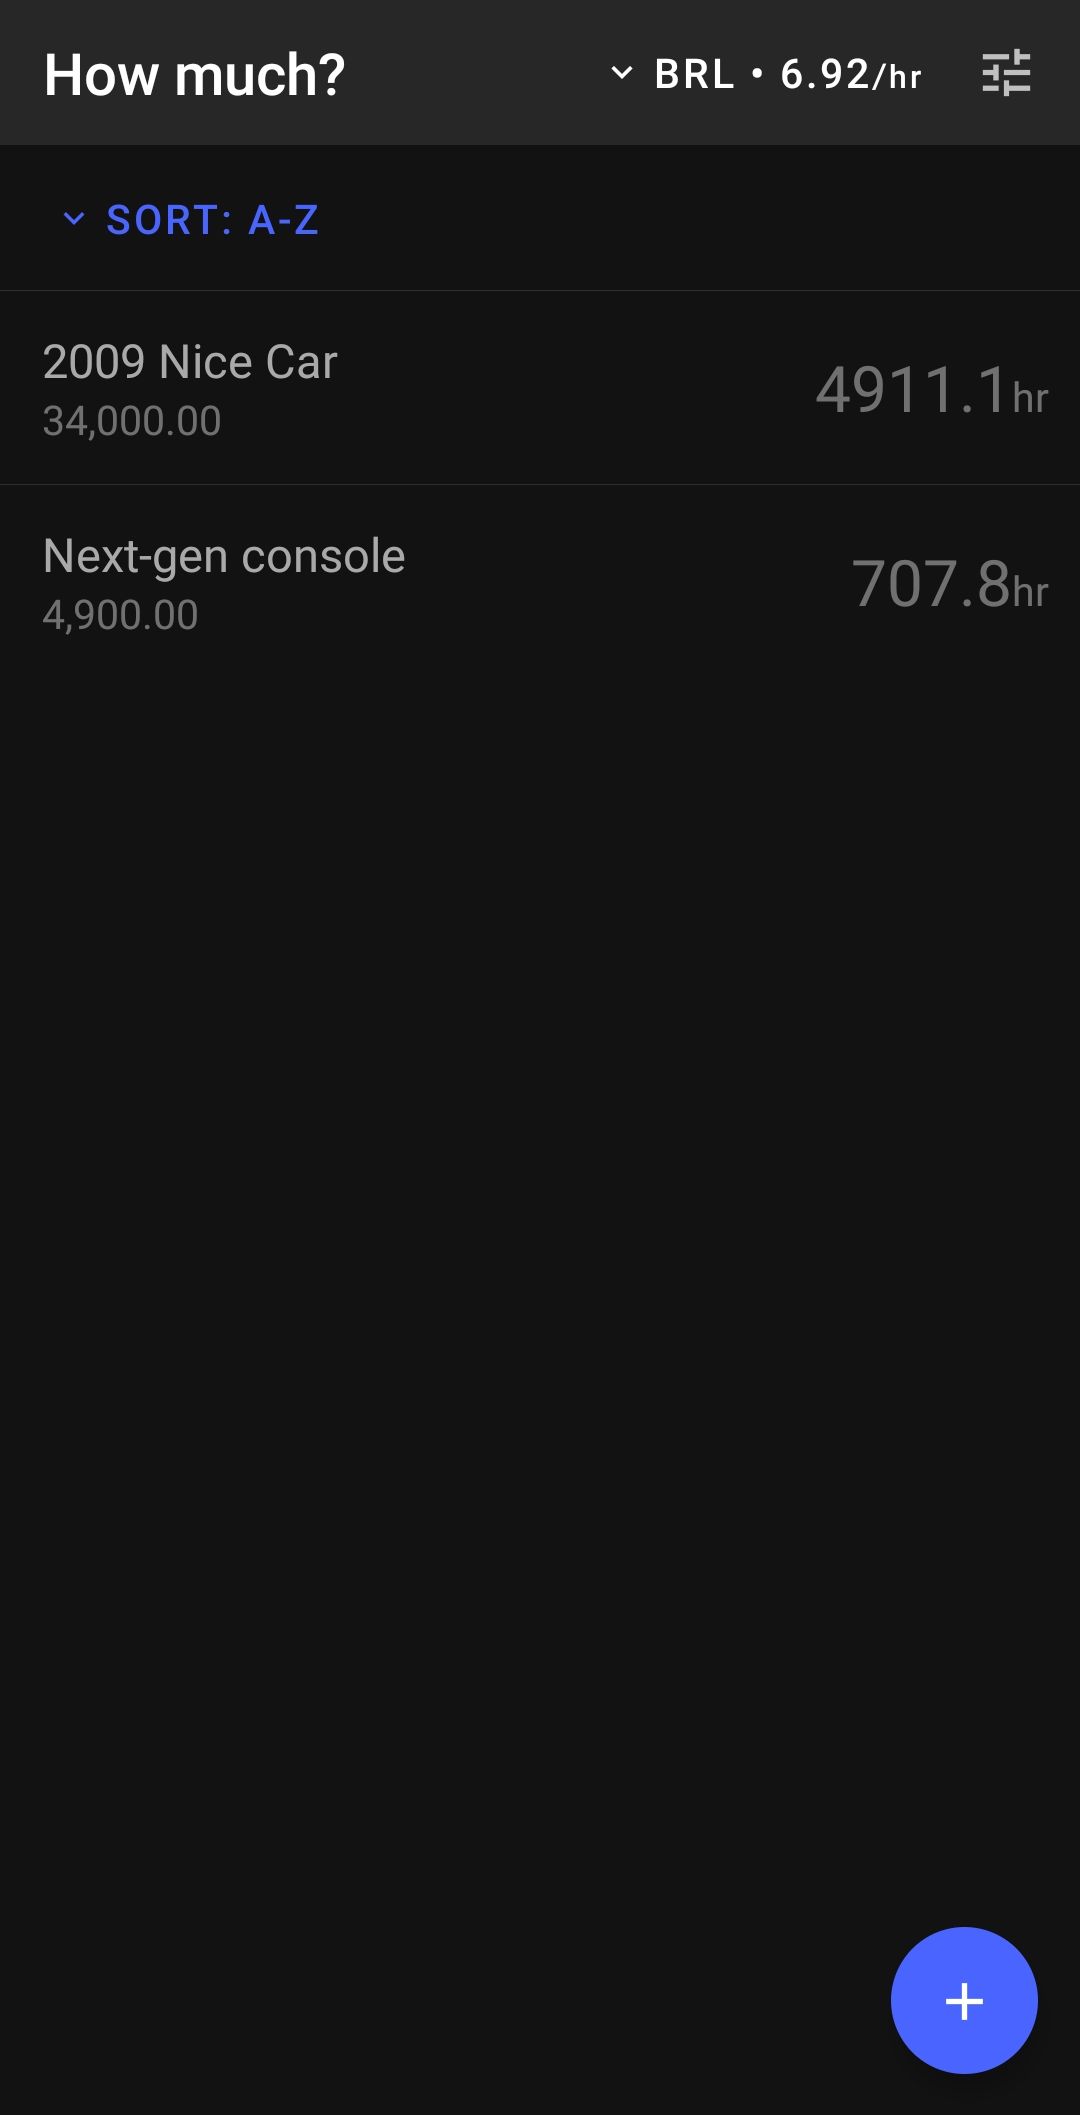 How much?
BRL • 6.92/hr
SORT: A-Z
2009 Nice Car
34,000.00
4911.1hr
Next-gen console
4,900.00
707.8hr